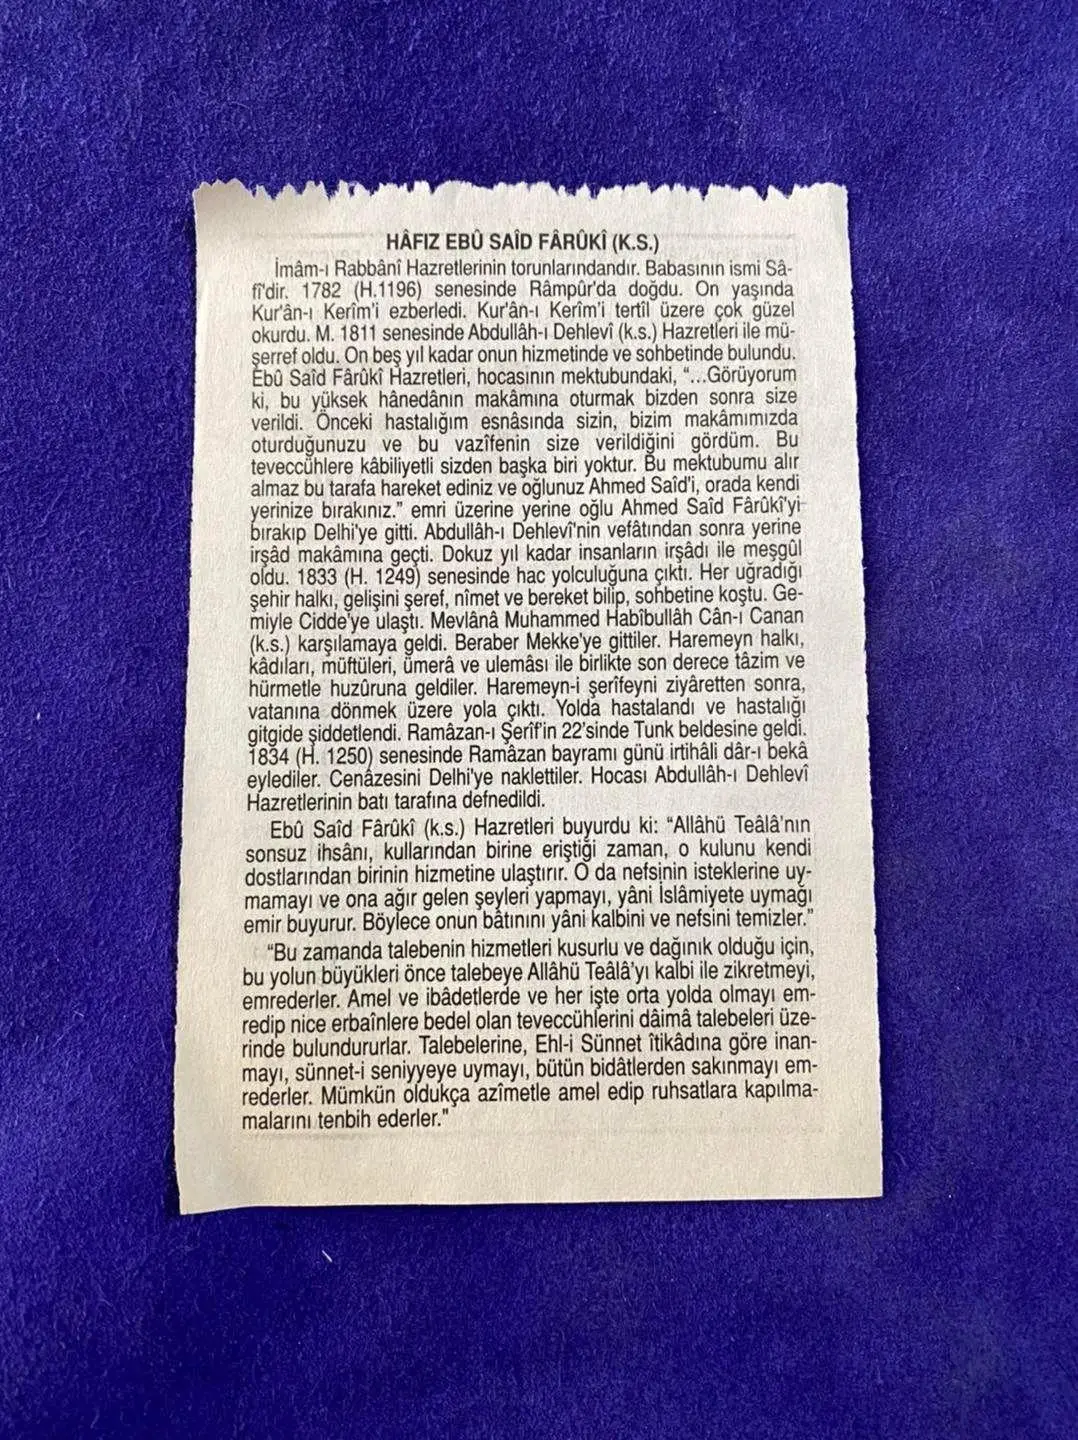 HÂFIZ EBÛ SAÎD FÂRÛKÎ (K.S.)
İmâm-ı Rabbânî Hazretlerinin torunlarındandır. Babasının ismi Sâ-
fî'dir. 1782 (H.1196) senesinde Râmpûr'da doğdu. On yaşında
Kur'ân-ı Kerîm'i ezberledi. Kur'ân-ı Kerîm'i tertîl üzere çok güzel
okurdu. M. 1811 senesinde Abdullâh-ı Dehlevî (k.s.) Hazretleri ile mü-
şerref oldu. On beş yıl kadar onun hizmetinde ve sohbetinde bulundu.
Ebû Saîd Fârûkî Hazretleri, hocasının mektubundaki, “...Görüyorum
ki, bu yüksek hânedânın makâmına oturmak bizden sonra size
verildi. Önceki hastalığım esnâsında sizin, bizim makâmımızda
oturduğunuzu ve bu vazîfenin size verildiğini gördüm. Bu
teveccühlere kâbiliyetli sizden başka biri yoktur. Bu mektubumu alır
almaz bu tarafa hareket ediniz ve oğlunuz Ahmed Saîd'i, orada kendi
yerinize bırakınız.” emri üzerine yerine oğlu Ahmed Saîd Fârûkî'yi
bırakıp Delhi'ye gitti. Abdullâh-ı Dehlevî'nin vefâtından sonra yerine
irşâd makâmına geçti. Dokuz yıl kadar insanların irşâdı ile meşgûl
oldu. 1833 (H. 1249) senesinde hac yolculuğuna çıktı. Her uğradığı
şehir halkı, gelişini şeref, nîmet ve bereket bilip, sohbetine koştu. Ge-
miyle Cidde'ye ulaştı. Mevlânâ Muhammed Habîbullâh Cân-ı Canan
(k.s.) karşılamaya geldi. Beraber Mekke'ye gittiler. Haremeyn halkı,
kâdıları, müftüleri, ümerâ ve ulemâsı ile birlikte son derece tâzim ve
hürmetle huzûruna geldiler. Haremeyn-i şerîfeyni ziyâretten sonra,
vatanına dönmek üzere yola çıktı. Yolda hastalandı ve hastalığı
gitgide şiddetlendi. Ramâzan-ı Şerîf'in 22'sinde Tunk beldesine geldi.
1834 (H. 1250) senesinde Ramâzan bayramı günü irtihâli dâr-ı bekâ
eylediler. Cenâzesini Delhi'ye naklettiler. Hocası Abdullâh-ı Dehlevî
Hazretlerinin batı tarafına defnedildi.
Ebû Saîd Fârûkî (k.s.) Hazretleri buyurdu ki: “Allâhü Teâlâ'nın
sonsuz ihsânı, kullarından birine eriştiği zaman, o kulunu kendi
dostlarından birinin hizmetine ulaştırır. O da nefsinin isteklerine uy-
mamayı ve ona ağır gelen şeyleri yapmayı, yâni İslâmiyete uymağı
emir buyurur. Böylece onun bâtınını yâni kalbini ve nefsini temizler.”
“Bu zamanda talebenin hizmetleri kusurlu ve dağınık olduğu için,
bu yolun büyükleri önce talebeye Allâhü Teâlâ'yı kalbi ile zikretmeyi,
emrederler. Amel ve ibâdetlerde ve her işte orta yolda olmayı em-
redip nice erbaînlere bedel olan teveccühlerini dâimâ talebeleri üze-
rinde bulundururlar. Talebelerine, Ehl-i Sünnet îtikâdına göre inan-
mayı, sünnet-i seniyyeye uymayı, bütün bidâtlerden sakınmayı em-
rederler. Mümkün oldukça azîmetle amel edip ruhsatlara kapılma-
malarını tenbih ederler."